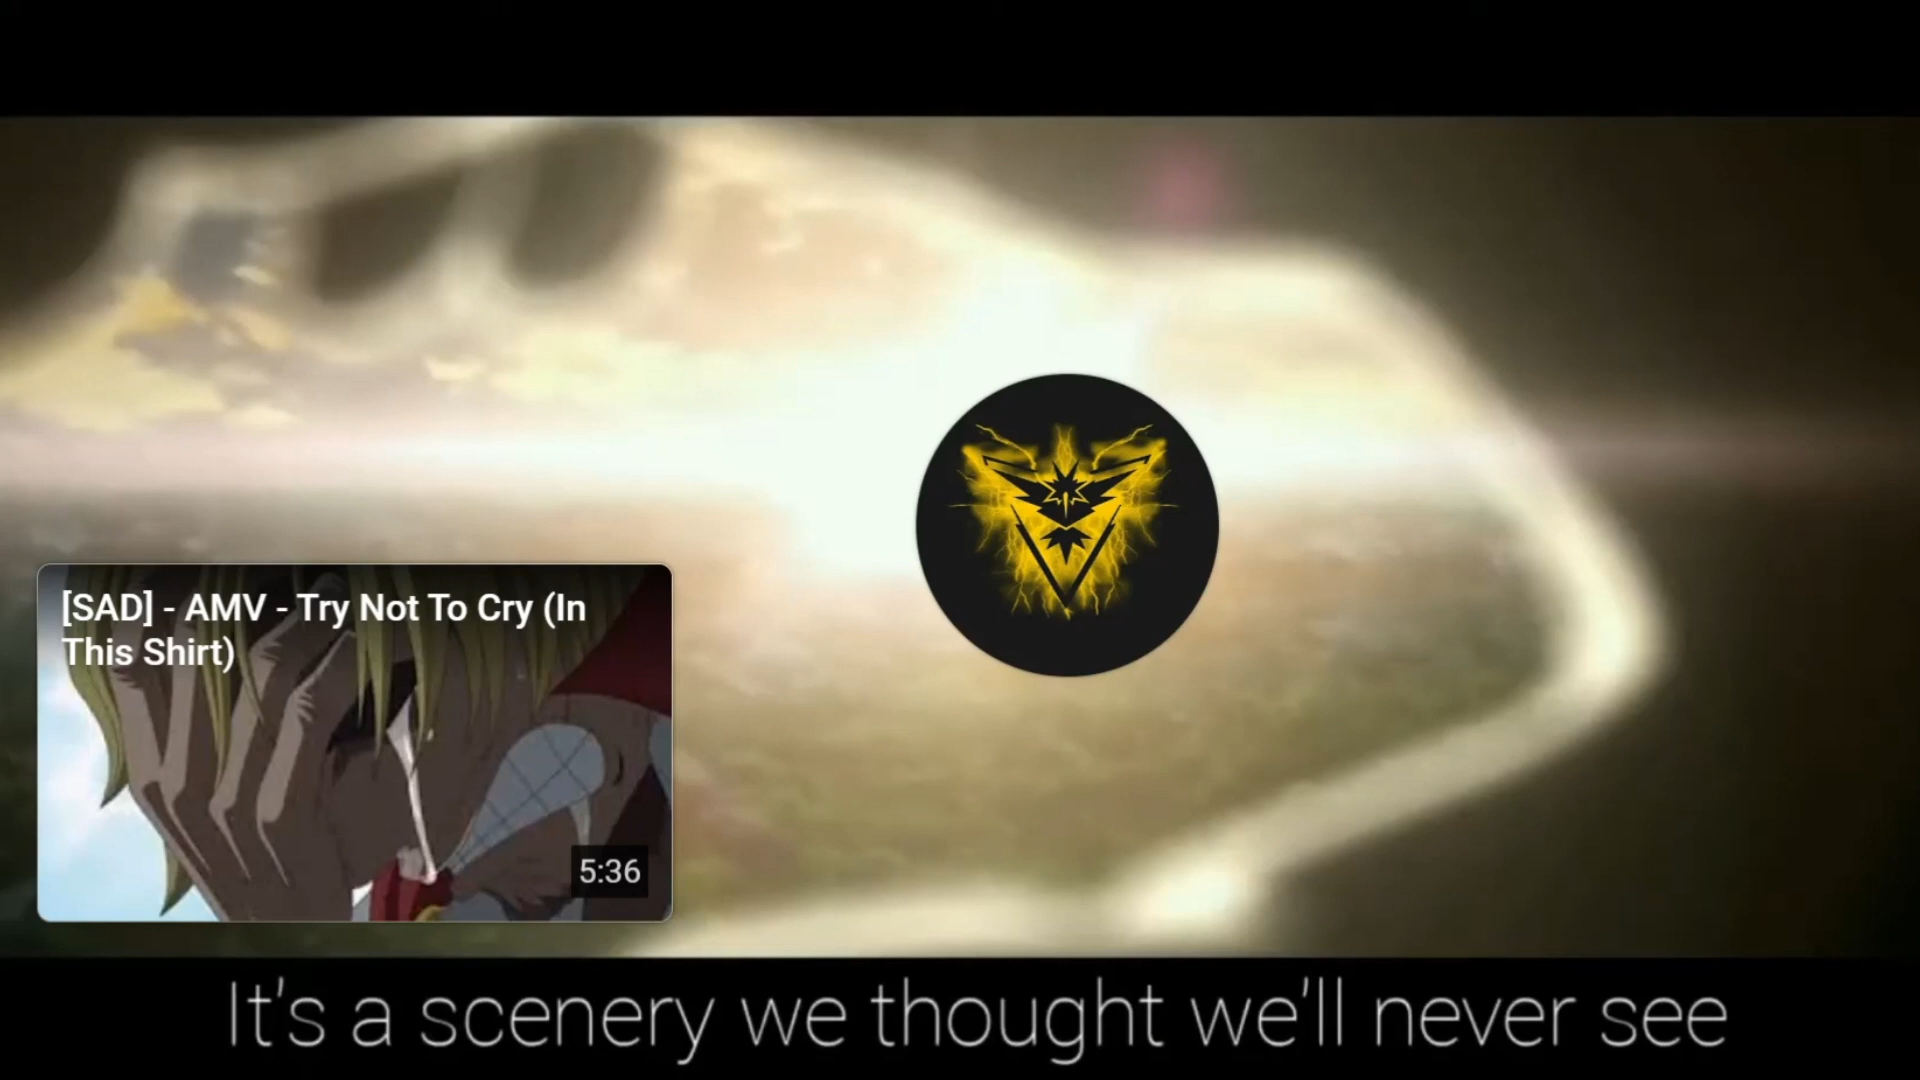 [SAD] - AMV - Try Not To Cry (In
This Shirt)
5:36
It's a scenery we thought we'll never see